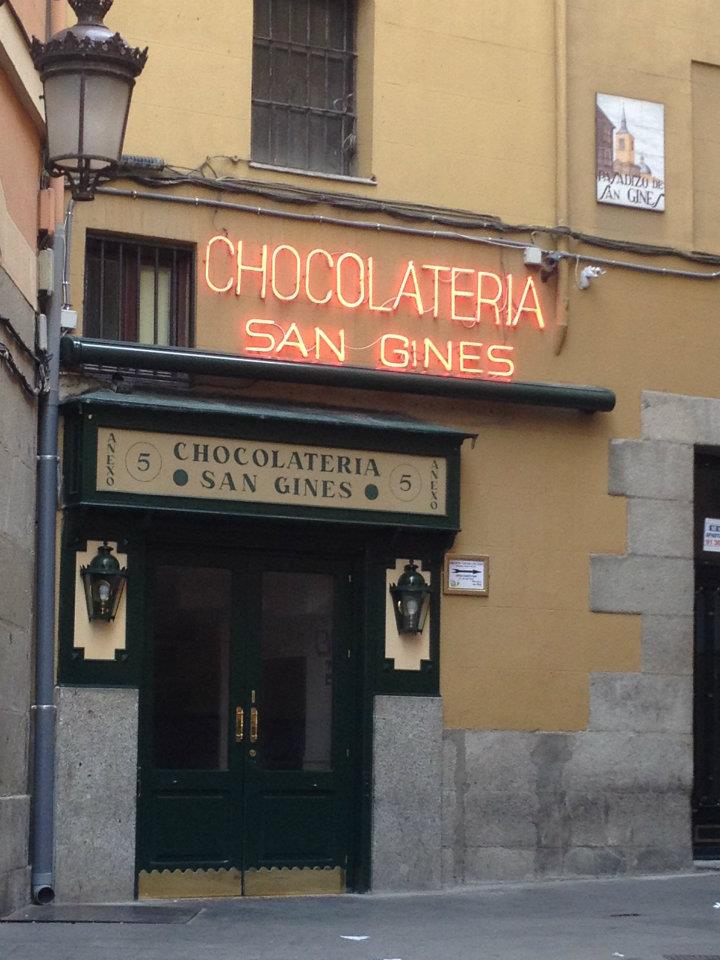 PASADIZO DE
SAN GINES
CHOCOLATERIA
SAN GINES
ANEXO
5
CHOCOLATERIA
SAN GINES
5
ANEXO